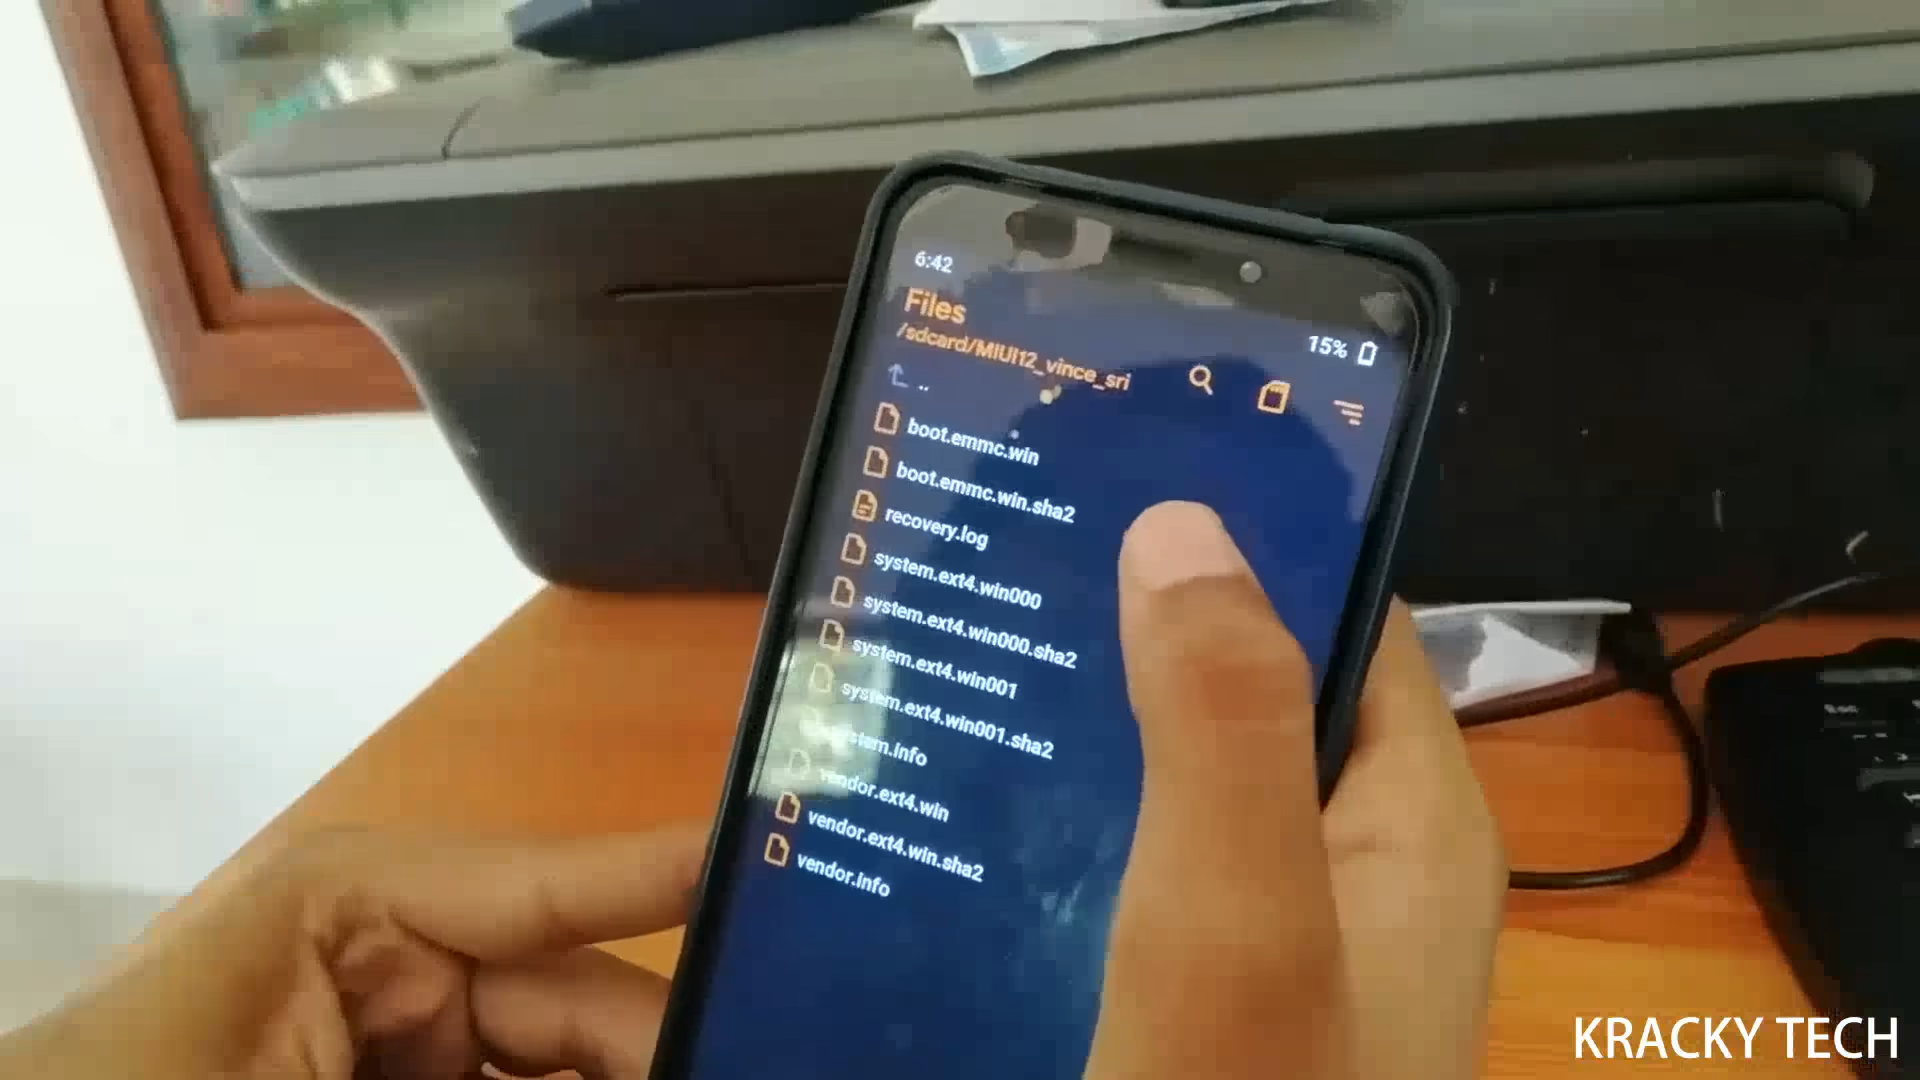 6:42
15%
Files
/sdcard/MIUI12_vince_sri
..
boot.emmc.win
boot.emmc.win.sha2
recovery.log
system.ext4.win000
system.ext4.win000.sha2
system.ext4.win001
system.ext4.win001.sha2
system.info
vendor.ext4.win
vendor.ext4.win.sha2
vendor.info
Esc
KRACKY TECH